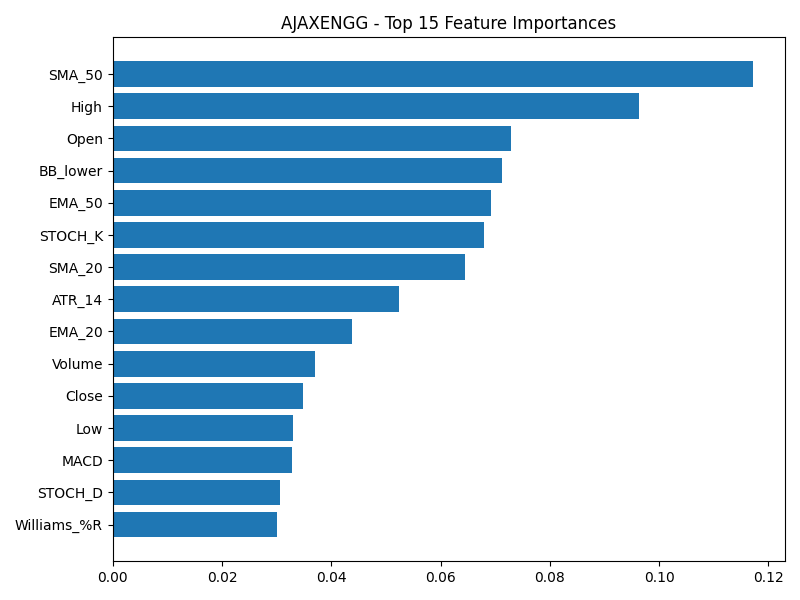 AJAXENGG - Top 15 Feature Importances
SMA_50
High
Open
BB_lower
EMA_50
STOCH_K
SMA_20
ATR_14
EMA_20
Volume
Close
Low
MACD
STOCH_D
Williams_%R
0.00 0.02 0.04 0.06 0.08 0.10 0.12